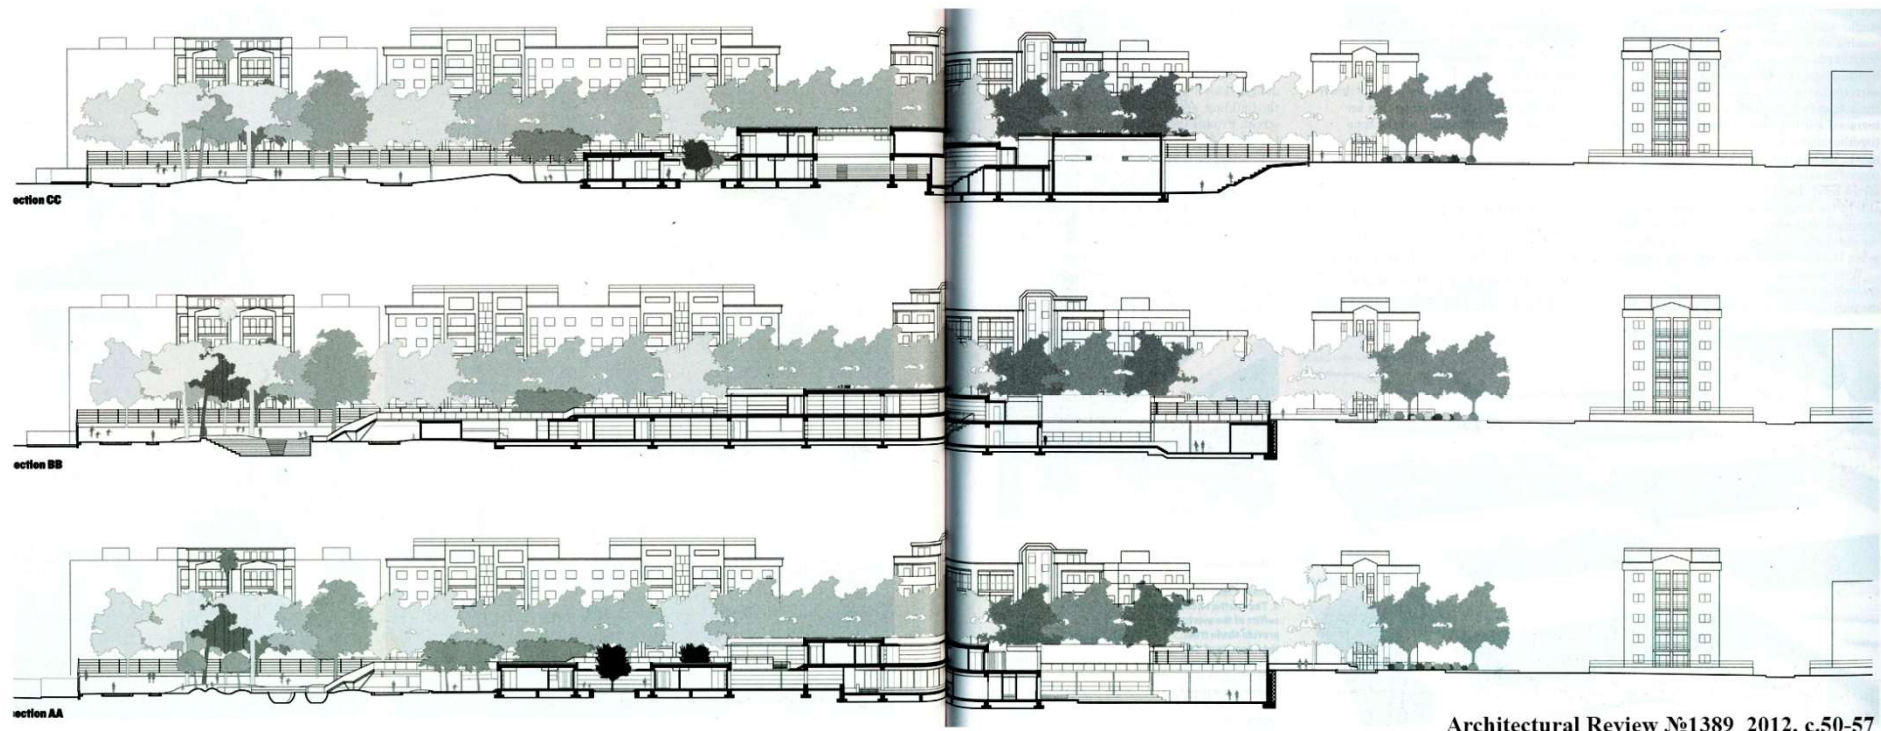 ection CC
ection BB
ection AA
Architectural Review №1389 2012. c.50-57